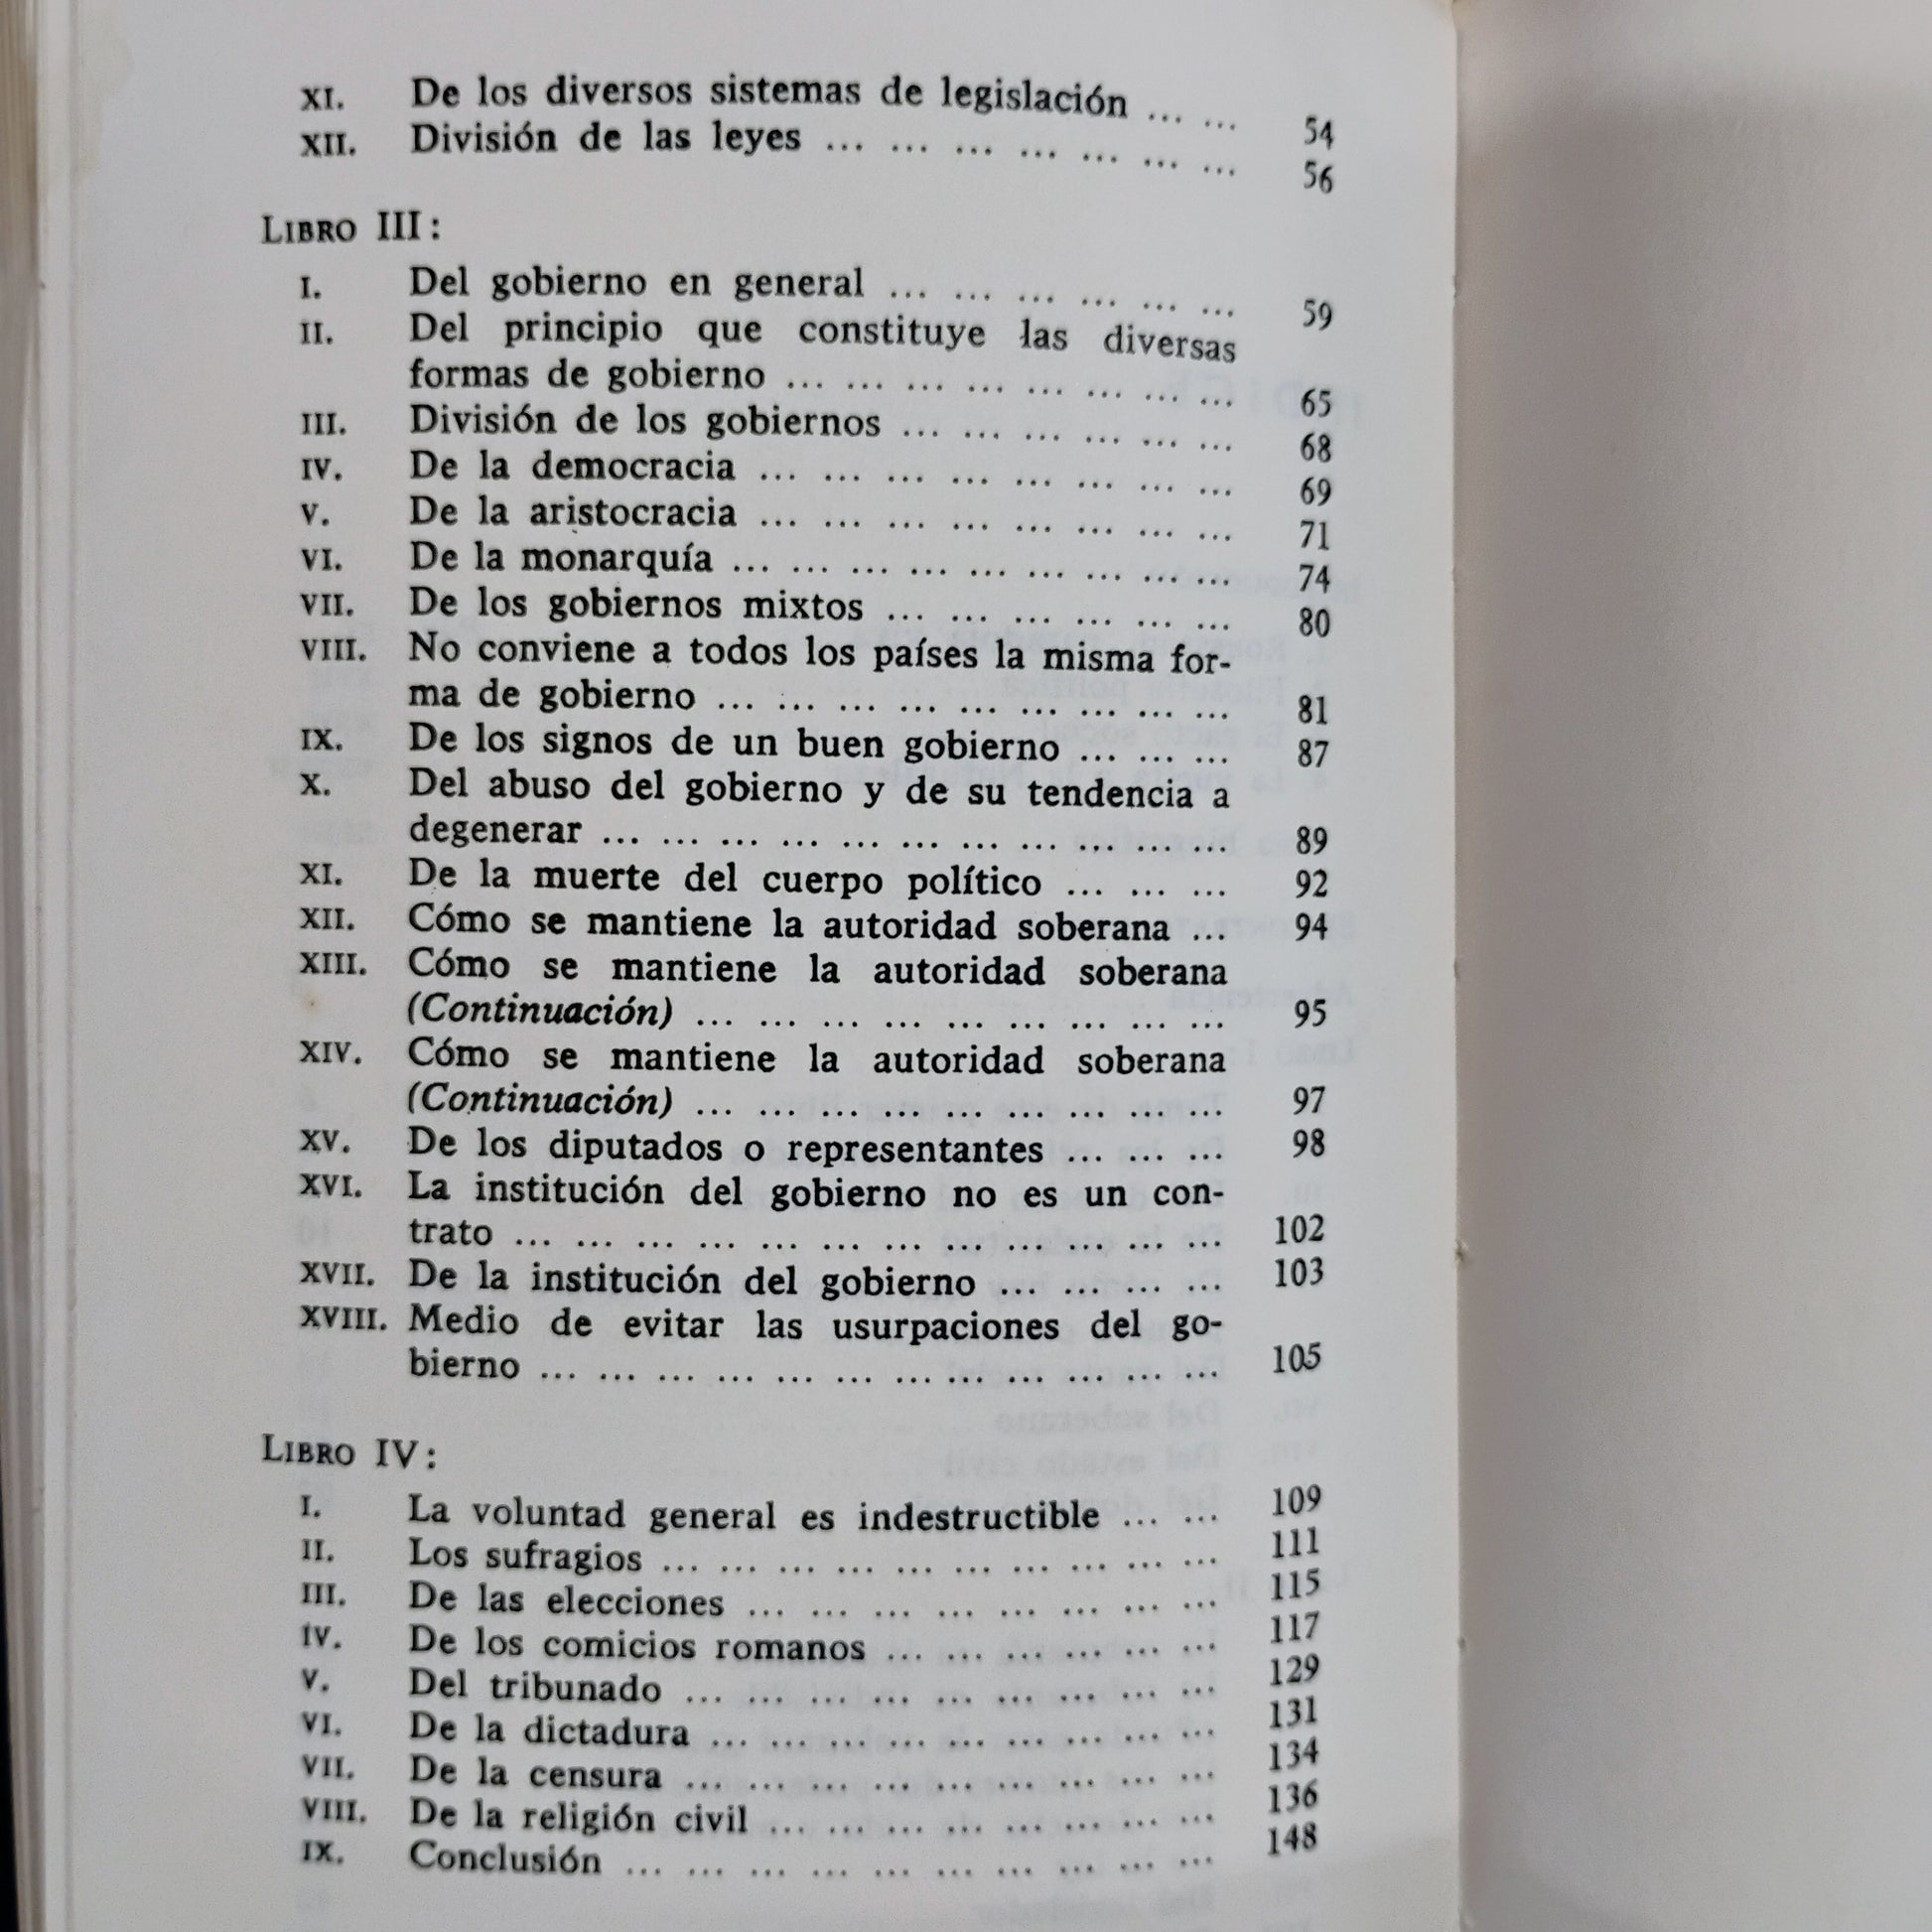 XI. De los diversos sistemas de legislación ... ... 54
XII. División de las leyes ... ... ... ... ... ... ... 56
LIBRO III:
I. Del gobierno en general ... ... ... ... ... ... 59
II. Del principio que constituye las diversas
formas de gobierno ... ... ... ... ... ... ... ... 65
III. División de los gobiernos ... ... ... ... ... ... 68
IV. De la democracia ... ... ... ... ... ... ... ... 69
V. De la aristocracia ... ... ... ... ... ... ... ... 71
VI. De la monarquía ... ... ... ... ... ... ... ... ... 74
VII. De los gobiernos mixtos ... ... ... ... ... ... 80
VIII. No conviene a todos los países la misma for-
ma de gobierno ... ... ... ... ... ... ... ... ... 81
IX. De los signos de un buen gobierno ... ... ... 87
X. Del abuso del gobierno y de su tendencia a
degenerar ... ... ... ... ... ... ... ... ... ... ... 89
XI. De la muerte del cuerpo político ... ... ... 92
XII. Cómo se mantiene la autoridad soberana ... 94
XIII. Cómo se mantiene la autoridad soberana
(Continuación) ... ... ... ... ... ... ... ... ... 95
XIV. Cómo se mantiene la autoridad soberana
(Continuación) ... ... ... ... ... ... ... ... ... 97
XV. De los diputados o representantes ... ... ... 98
XVI. La institución del gobierno no es un con-
trato ... ... ... ... ... ... ... ... ... ... ... ... 102
XVII. De la institución del gobierno ... ... ... ... 103
XVIII. Medio de evitar las usurpaciones del go-
bierno ... ... ... ... ... ... ... ... ... ... ... ... 105
LIBRO IV:
I. La voluntad general es indestructible ... ... 109
II. Los sufragios ... ... ... ... ... ... ... ... ... ... 111
III. De las elecciones ... ... ... ... ... ... ... ... 115
IV. De los comicios romanos ... ... ... ... ... ... 117
V. Del tribunado ... ... ... ... ... ... ... ... ... 129
VI. De la dictadura ... ... ... ... ... ... ... ... ... 131
VII. De la censura ... ... ... ... ... ... ... ... ... 134
VIII. De la religión civil ... ... ... ... ... ... ... ... 136
IX. Conclusión ... ... ... ... ... ... ... ... ... ... 148